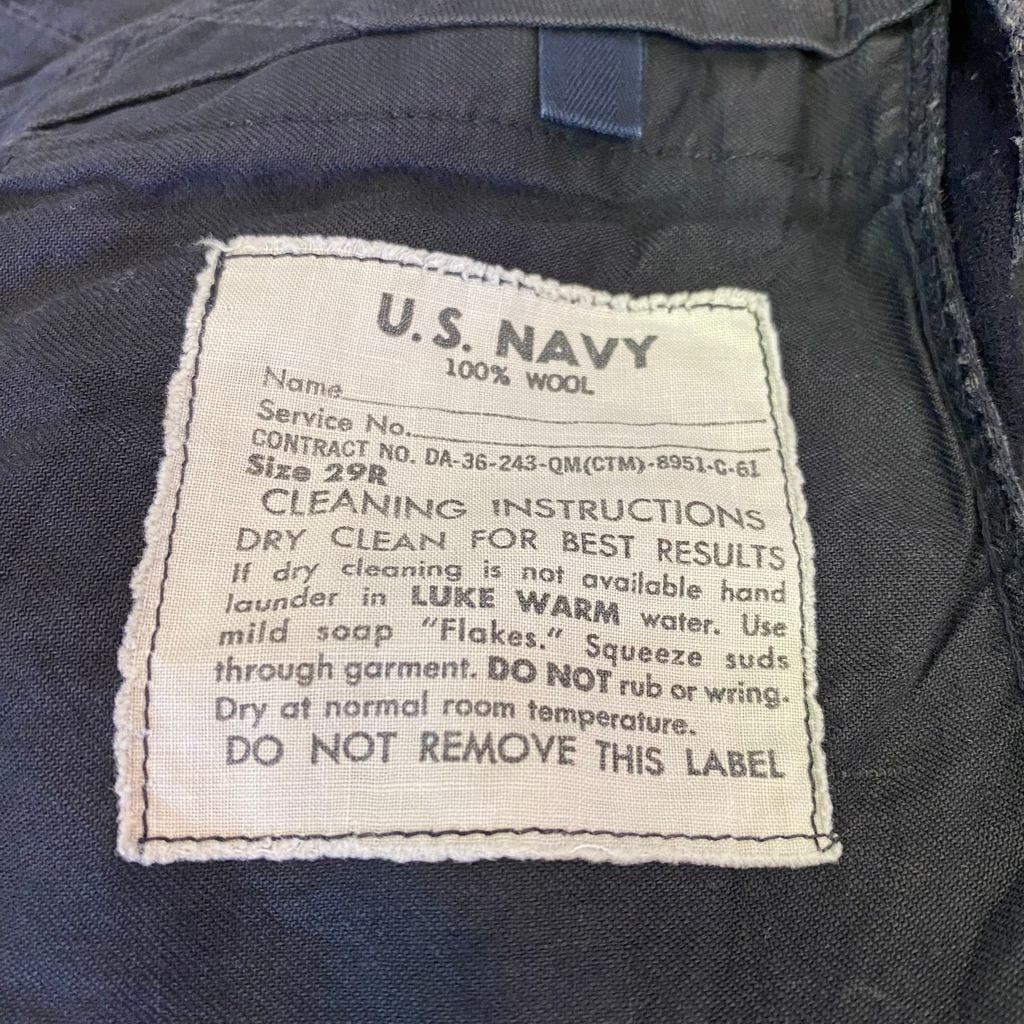 U.S. NAVY
100% WOOL
Name
Service No.
CONTRACT NO. DA-36-243-QM(CTM)-8951-C-61
Size 29R
CLEANING INSTRUCTIONS
DRY CLEAN FOR BEST RESULTS
If dry cleaning is not available hand
launder in LUKE WARM water. Use
mild soap "Flakes." Squeeze suds
through garment. DO NOT rub or wring.
Dry at normal room temperature.
DO NOT REMOVE THIS LABEL